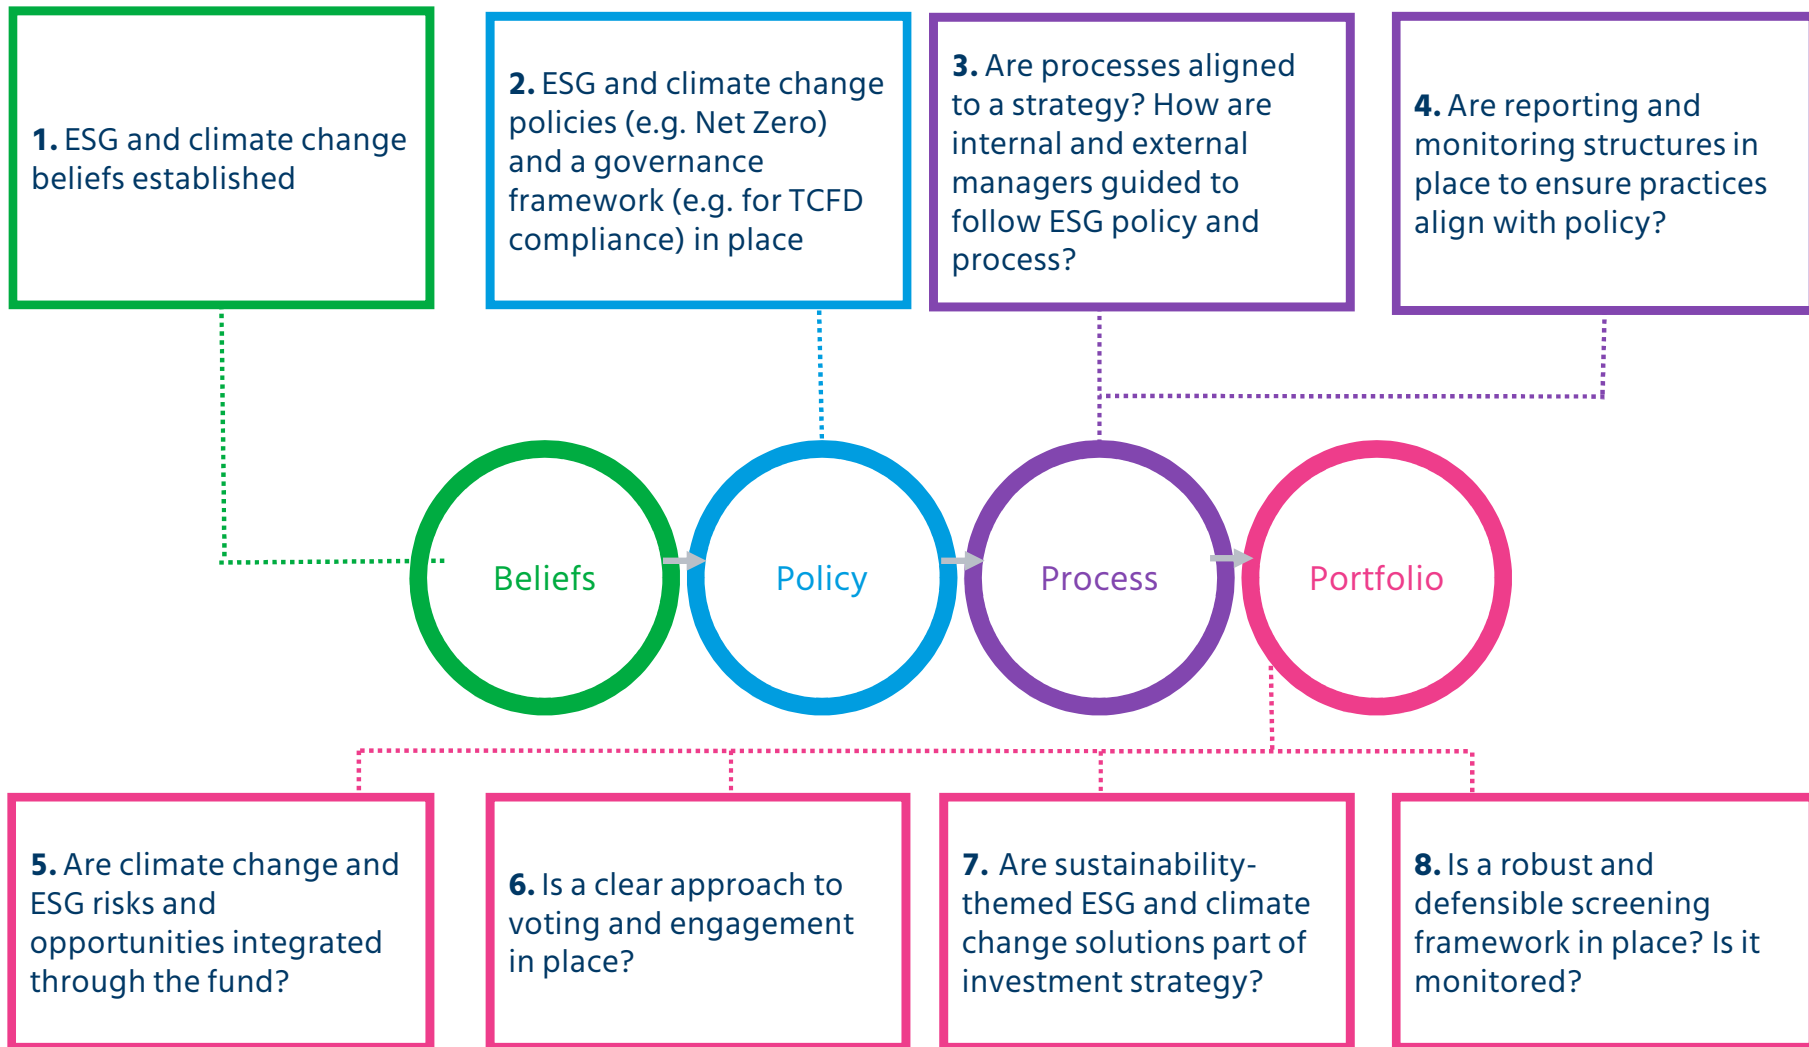 1. ESG and climate change
beliefs established
2. ESG and climate change
policies (e.g. Net Zero)
and a governance
framework (e.g. for TCFD
compliance) in place
3. Are processes aligned
to a strategy? How are
internal and external
managers guided to
follow ESG policy and
process?
4. Are reporting and
monitoring structures in
place to ensure practices
align with policy?
Beliefs
Policy
Process
Portfolio
5. Are climate change and
ESG risks and
opportunities integrated
through the fund?
6. Is a clear approach to
voting and engagement
in place?
7. Are sustainability-
themed ESG and climate
change solutions part of
investment strategy?
8. Is a robust and
defensible screening
framework in place? Is it
monitored?